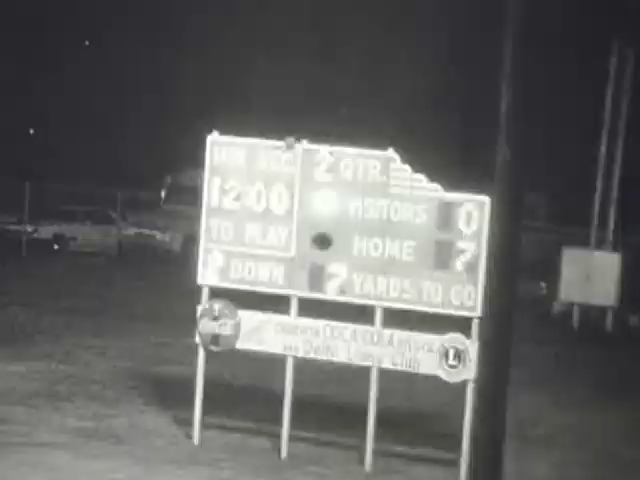 MIN SEC
12:00
TO PLAY
2 QTR.
VISITORS 0
HOME 7
2 DOWN 7 YARDS TO GO
COCA COLA
Delhi Lions Club
L